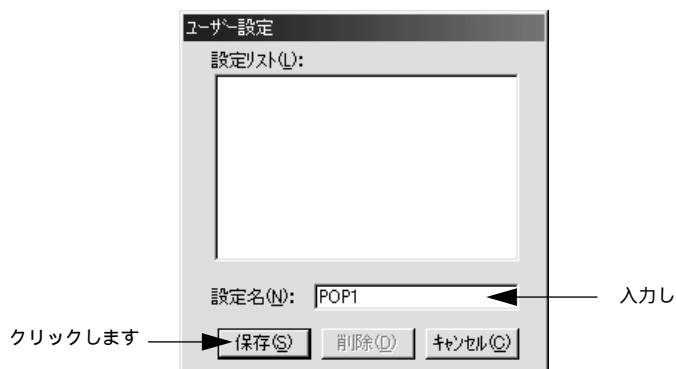 ユーザー設定
設定リスト(L):
設定名(N): POP1
入力し
クリックします
保存(S) 削除(D) キャンセル(C)